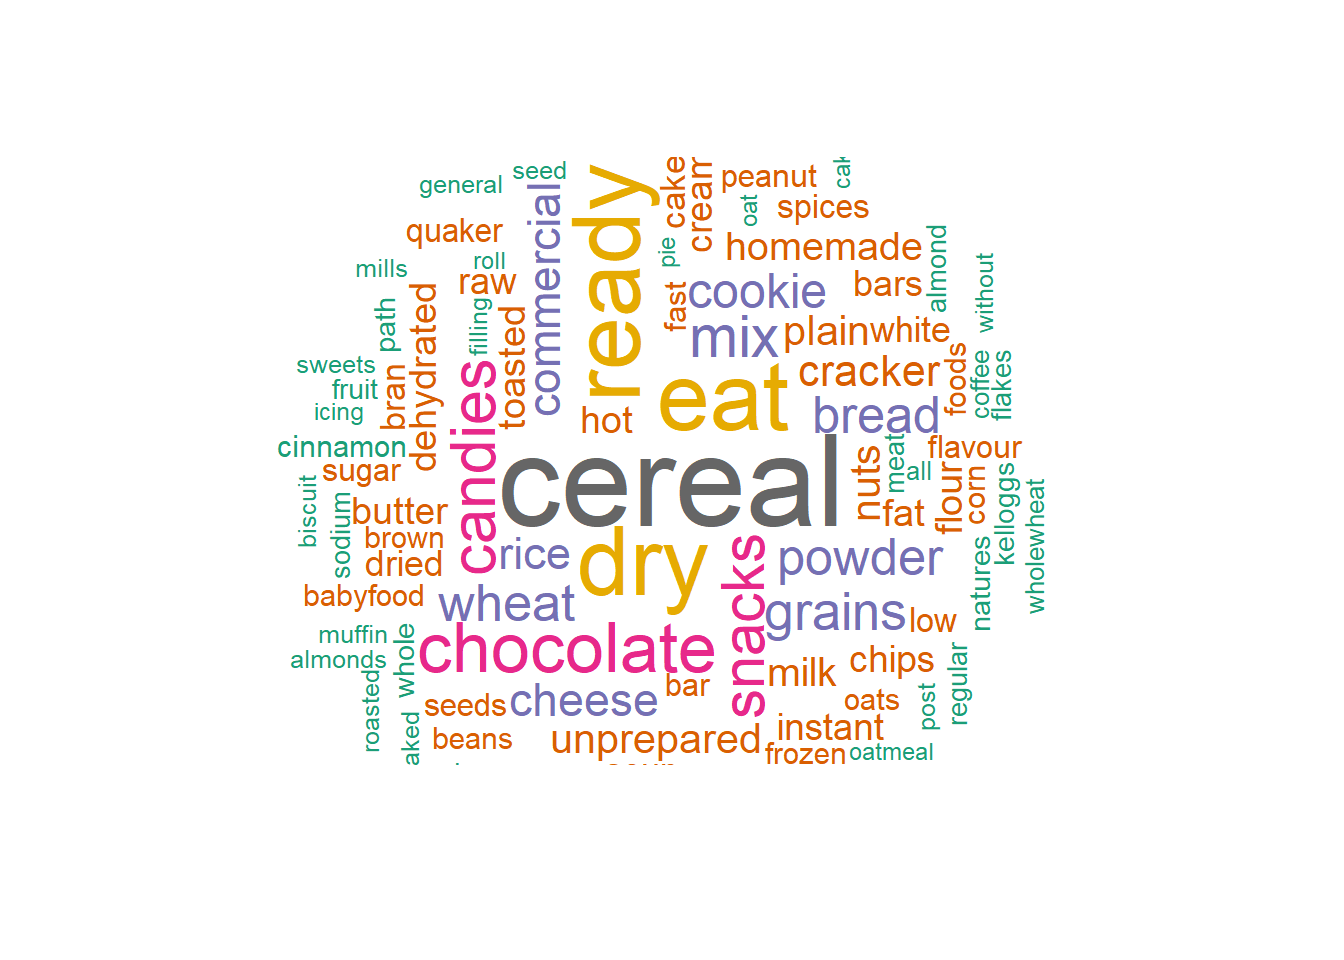 seed
general
commercial
ready
cake
cream
peanut
oat
spices
quaker
homemade
almond
pie
roll
mills
raw
cookie
bars
without
path
dehydrated
filling
toasted
fast
mix
plain
white
sweets
candies
eat
cracker
foods
coffee
flakes
fruit
bran
icing
hot
bread
cinnamon
cereal
nuts
meat
flavour
sugar
all
flour
corn
kelloggs
biscuit
sodium
butter
fat
wholewheat
brown
rice
dry
snacks
powder
natures
dried
babyfood
wheat
grains
low
muffin
almonds
whole
chocolate
milk
chips
regular
roasted
seeds
cheese
bar
oats
post
beans
unprepared
instant
frozen
oatmeal